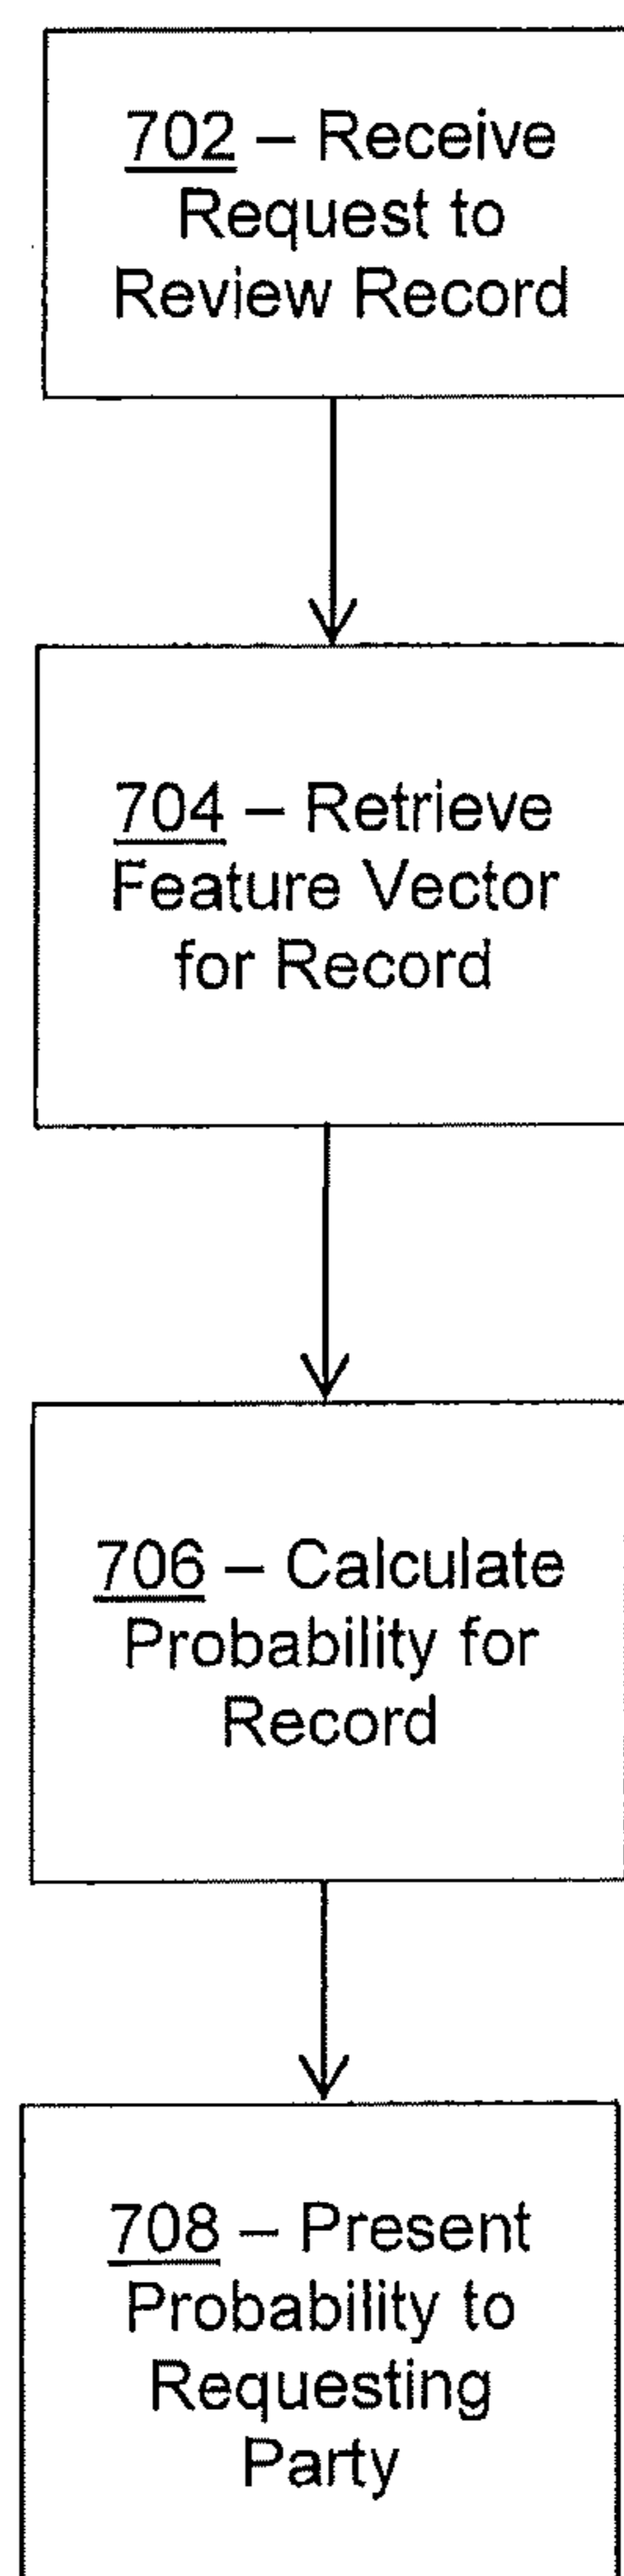 702 – Receive
Request to
Review Record
704 – Retrieve
Feature Vector
for Record
706 – Calculate
Probability for
Record
708 – Present
Probability to
Requesting
Party